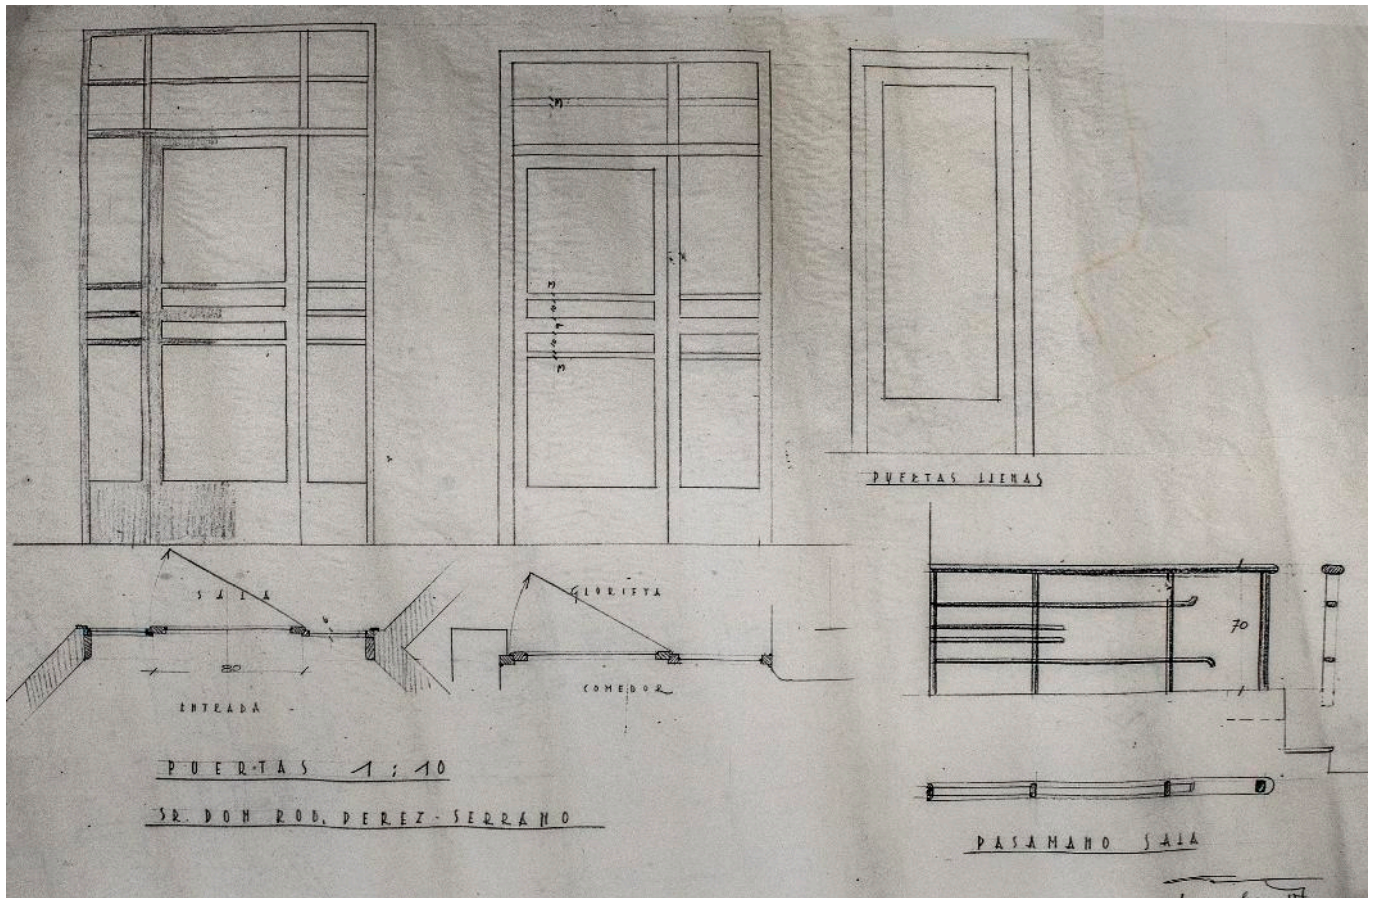 PUERTAS LLENAS
SALA
GLORIETA
70
80
COMEDOR
ENTRADA
PUERTAS 1:10
SR. DON ROD. PEREZ-SERRANO
PASAMANO SALA